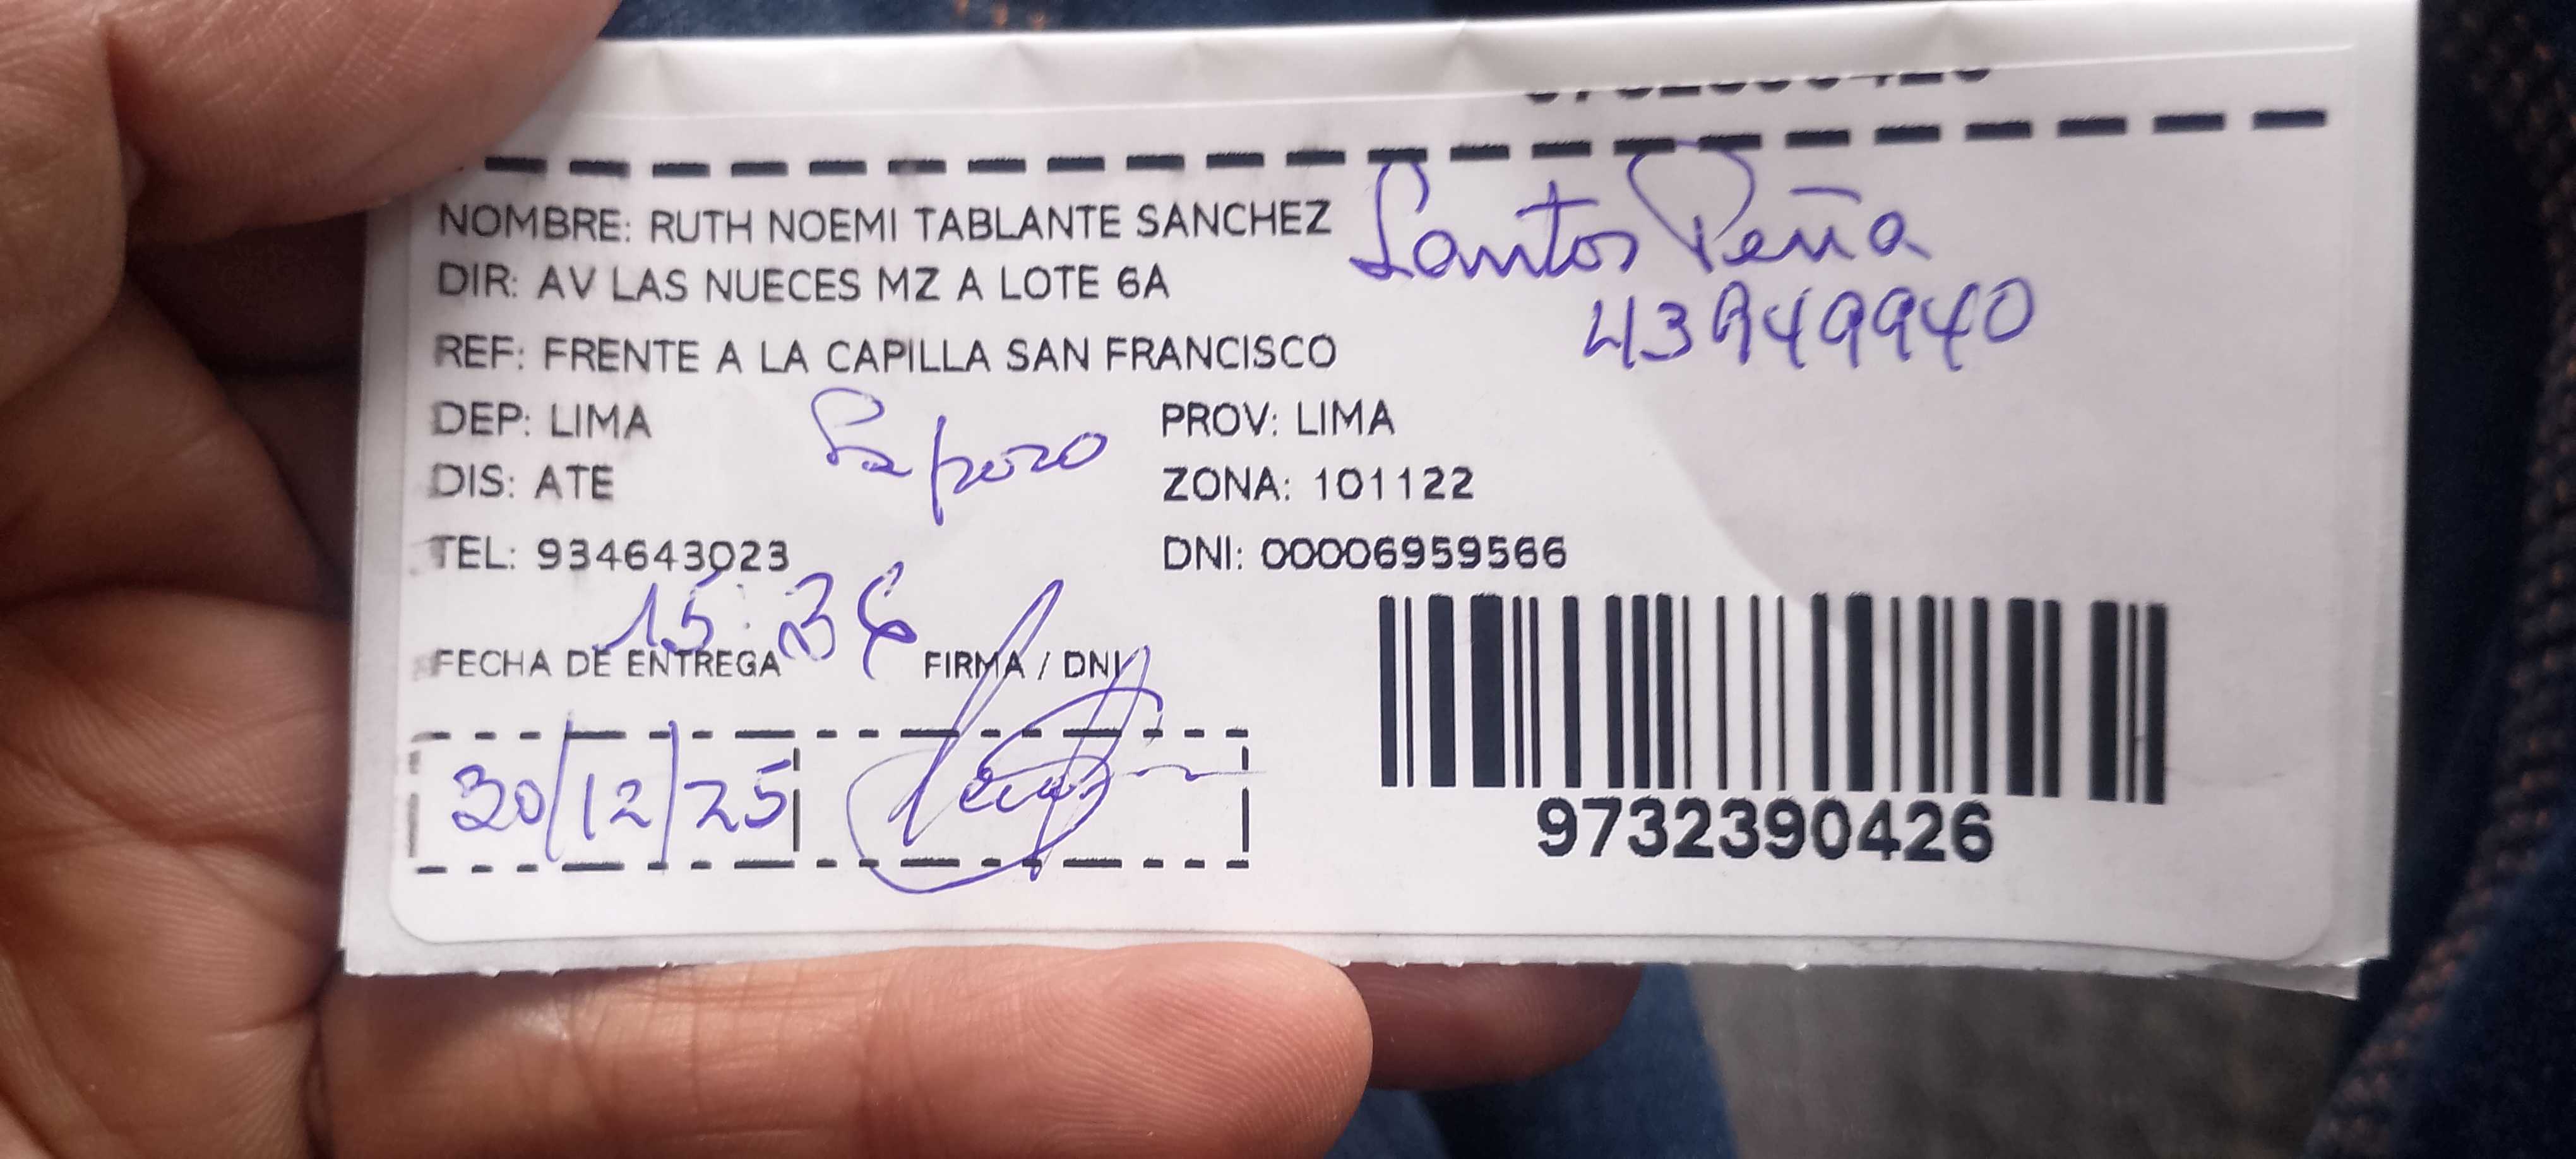 NOMBRE: RUTH NOEMI TABLANTE SANCHEZ Santos Peña
DIR: AV LAS NUECES MZ A LOTE 6A
43949940
REF: FRENTE A LA CAPILLA SAN FRANCISCO
DEP: LIMA PROV: LIMA
DIS: ATE ZONA: 101122
TEL: 934643023 DNI: 00006959566
FECHA DE ENTREGA FIRMA / DNI
30/12/25
9732390426